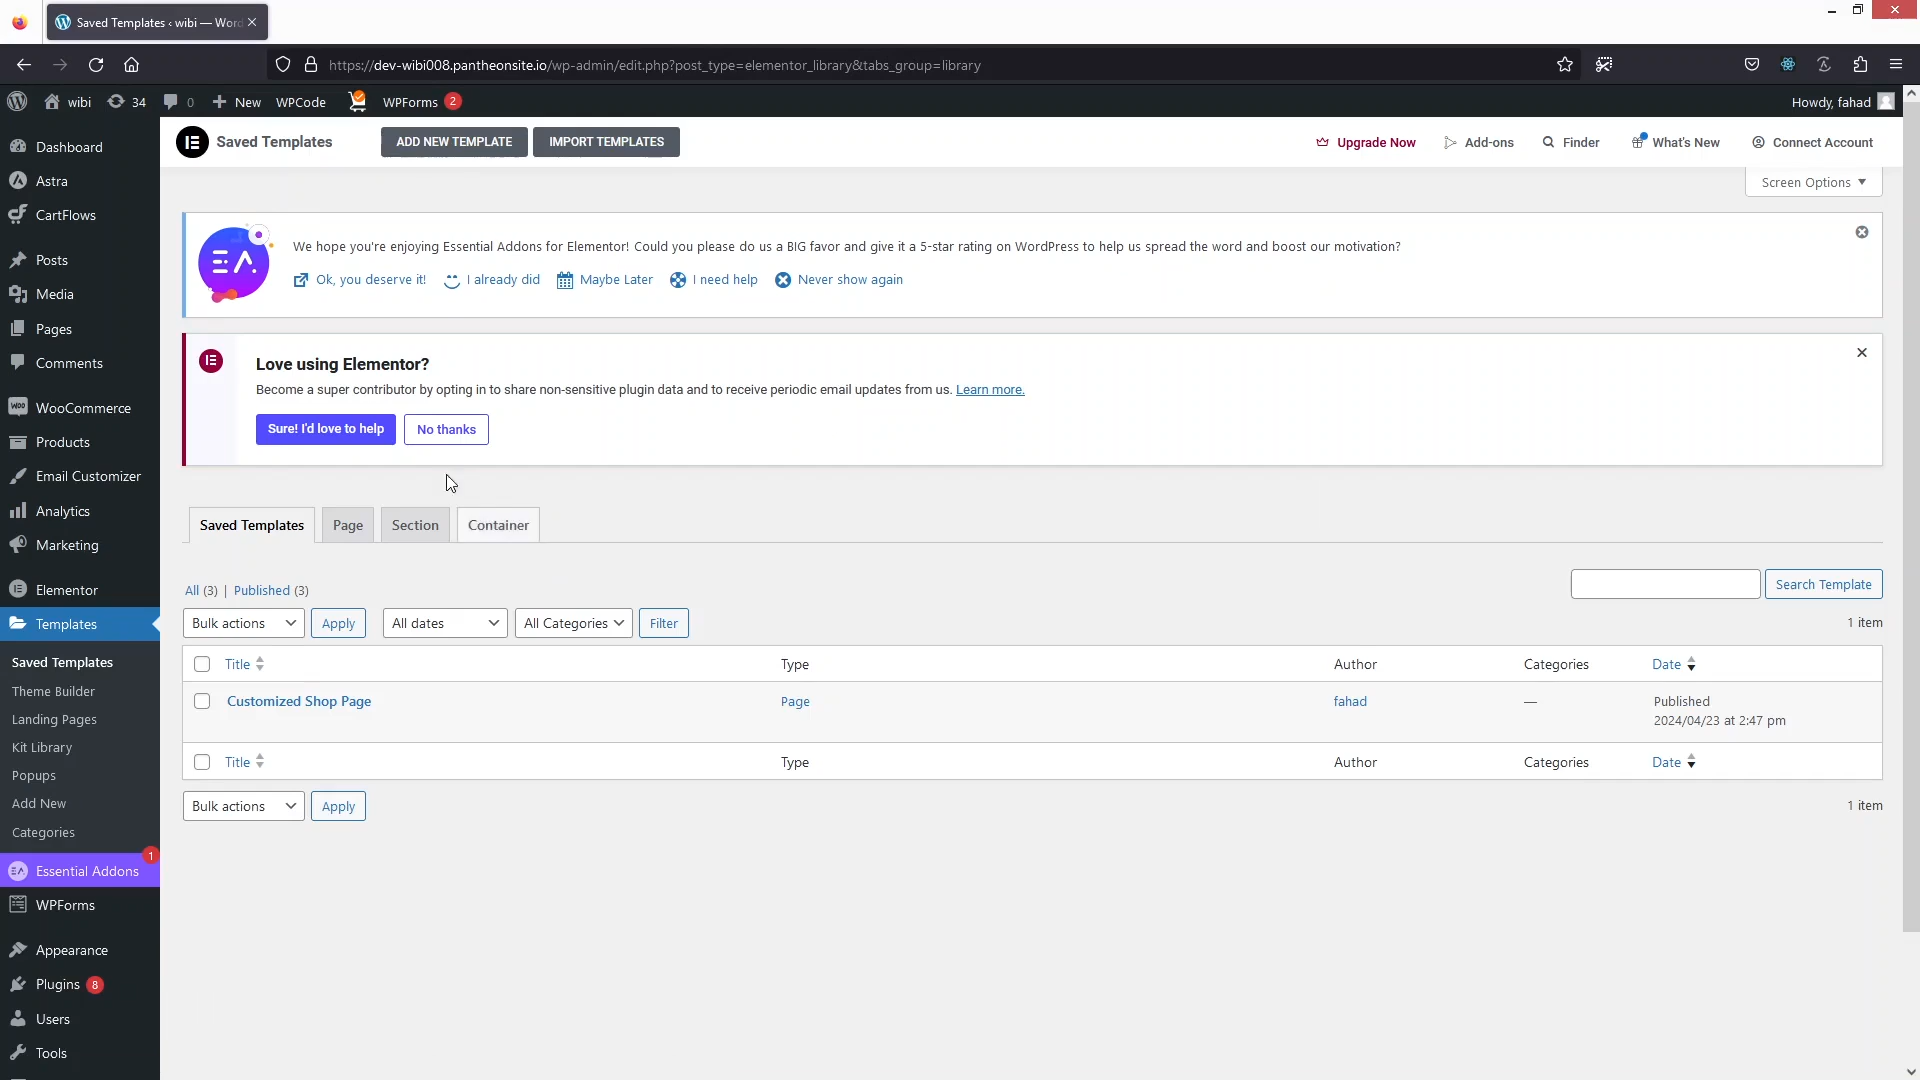 Saved Templates ‹ wibi — Word
https://dev-wibi008.pantheonsite.io/wp-admin/edit.php?post_type=elementor_library&tabs_group=library
wibi 34 0 New WPCode WPForms 2 Howdy, fahad
Saved Templates ADD NEW TEMPLATE IMPORT TEMPLATES Upgrade Now Add-ons Finder What's New Connect Account
Screen Options
Dashboard
Astra
CartFlows
Posts
Media
Pages
Comments
WooCommerce
Products
Email Customizer
Analytics
Marketing
Elementor
Templates
Saved Templates
Theme Builder
Landing Pages
Kit Library
Popups
Add New
Categories
Essential Addons 1
WPForms
Appearance
Plugins 8
Users
Tools
We hope you're enjoying Essential Addons for Elementor! Could you please do us a BIG favor and give it a 5-star rating on WordPress to help us spread the word and boost our motivation?
Ok, you deserve it! I already did Maybe Later I need help Never show again
Love using Elementor?
Become a super contributor by opting in to share non-sensitive plugin data and to receive periodic email updates from us. Learn more.
Sure! I'd love to help No thanks
Saved Templates Page Section Container
All (3) | Published (3) Search Template
Bulk actions Apply All dates All Categories Filter 1 item
Title Type Author Categories Date
Customized Shop Page Page fahad — Published
2024/04/23 at 2:47 pm
Title Type Author Categories Date
Bulk actions Apply 1 item